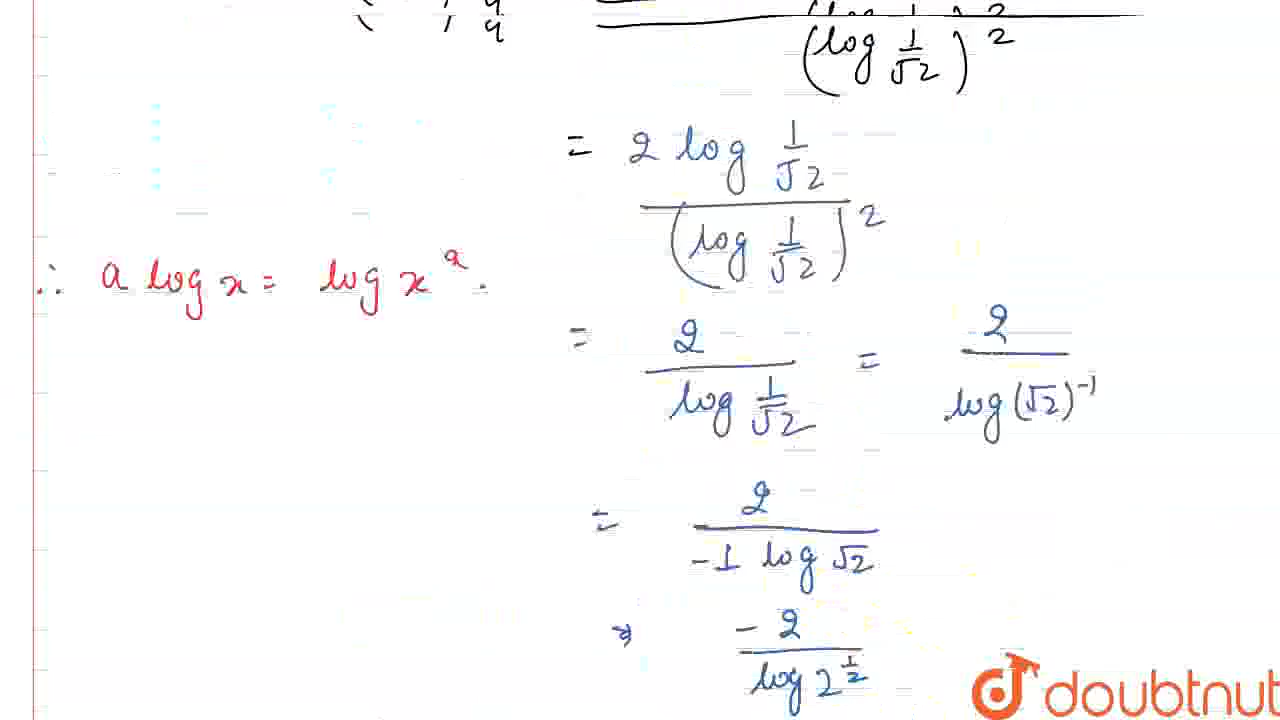 (log 1/√2)²
= 2 log 1/√2 / (log 1/√2)²
∴ a log x = log xᵃ.
= 2 / log 1/√2 = 2 / log(√2)⁻¹
= 2 / -1 log √2
⇒ -2 / log 2^½
doubtnut